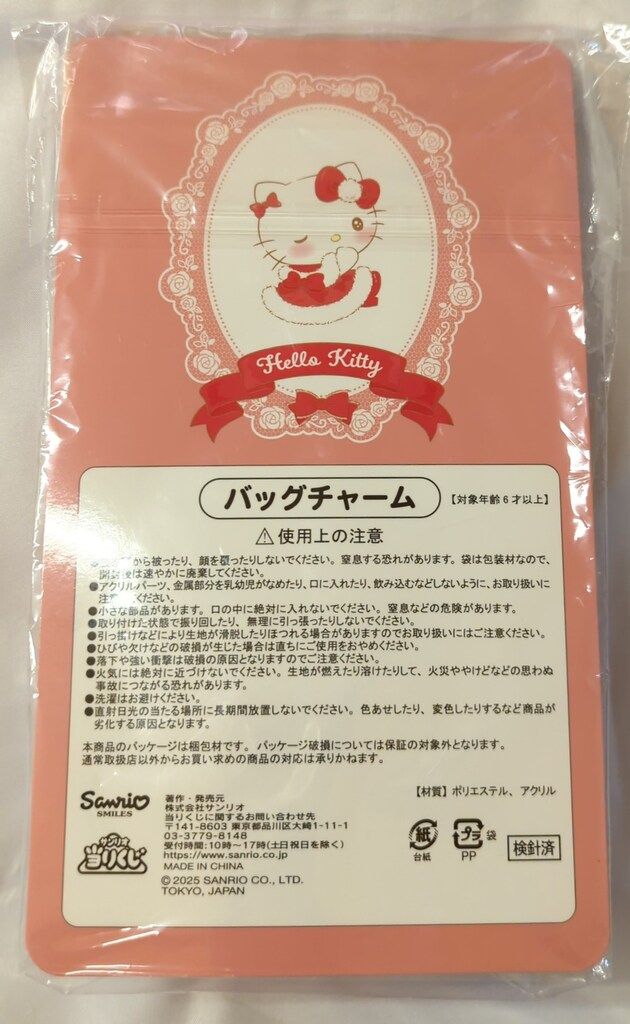 Hello Kitty
バッグチャーム 【対象年齢6才以上】
⚠使用上の注意
から被ったり、顔を覆ったりしないでください。窒息する恐れがあります。袋は包装材なので、
開封後は速やかに廃棄してください。
●アクリルパーツ、金属部分を乳幼児がなめたり、口に入れたり、飲み込むなどしないように、お取り扱いに
ください。
●小さな部品があります。口の中に絶対に入れないでください。窒息などの危険があります。
●取り付けた状態で振り回したり、無理に引っ張ったりしないでください。
●引っ掛けなどにより生地が滑脱したりほつれる場合がありますのでお取り扱いにはご注意ください。
●ひびや欠けなどの破損が生じた場合は直ちにご使用をおやめください。
●落下や強い衝撃は破損の原因となりますのでご注意ください。
●火気には絶対に近づけないでください。生地が燃えたり溶けたりして、火災ややけどなどの思わぬ
事故につながる恐れがあります。
●洗濯はお避けください。
●直射日光の当たる場所に長期間放置しないでください。色あせしたり、変色したりするなど商品が
劣化する原因となります。
本商品のパッケージは梱包材です。パッケージ破損については保証の対象外となります。
通常取扱店以外からお買い求めの商品の対応は承りかねます。
【材質】ポリエステル、アクリル
Sanrio
SMILES
サンリオ
当りくじ
著作・発売元
株式会社サンリオ
当りくじに関するお問い合わせ先
〒141-8603 東京都品川区大崎1-11-1
03-3779-8148
受付時間:10時〜17時(土日祝日を除く)
https://www.sanrio.co.jp
MADE IN CHINA
©2025 SANRIO CO., LTD.
TOKYO, JAPAN
紙
台紙
プラ 袋
PP
検針済